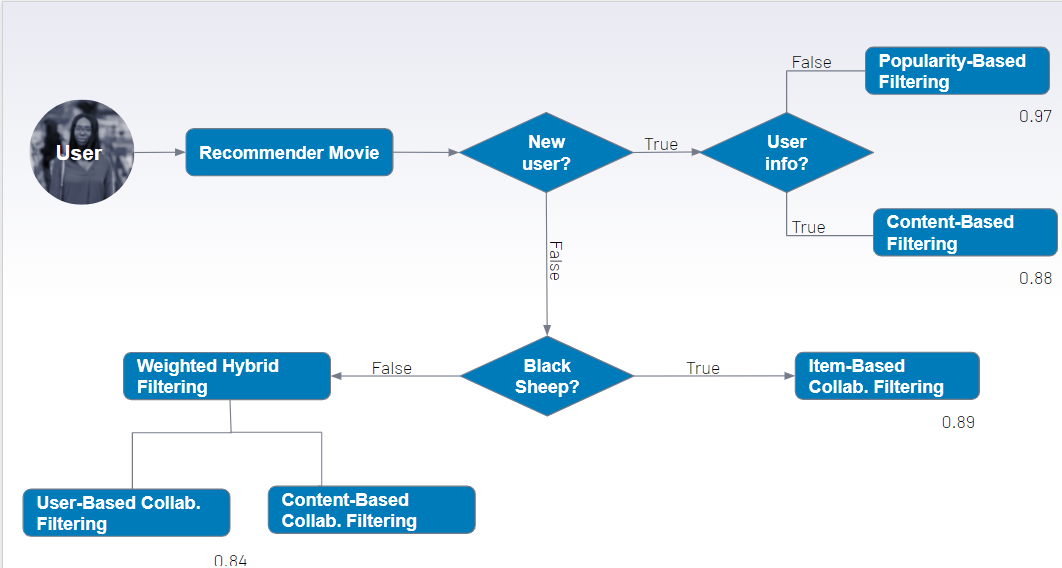 User
Recommender Movie
New
user?
True
User
info?
False
Popularity-Based
Filtering
0.97
True
Content-Based
Filtering
0.88
False
Black
Sheep?
False
Weighted Hybrid
Filtering
True
Item-Based
Collab. Filtering
0.89
User-Based Collab.
Filtering
Content-Based
Collab. Filtering
0.84